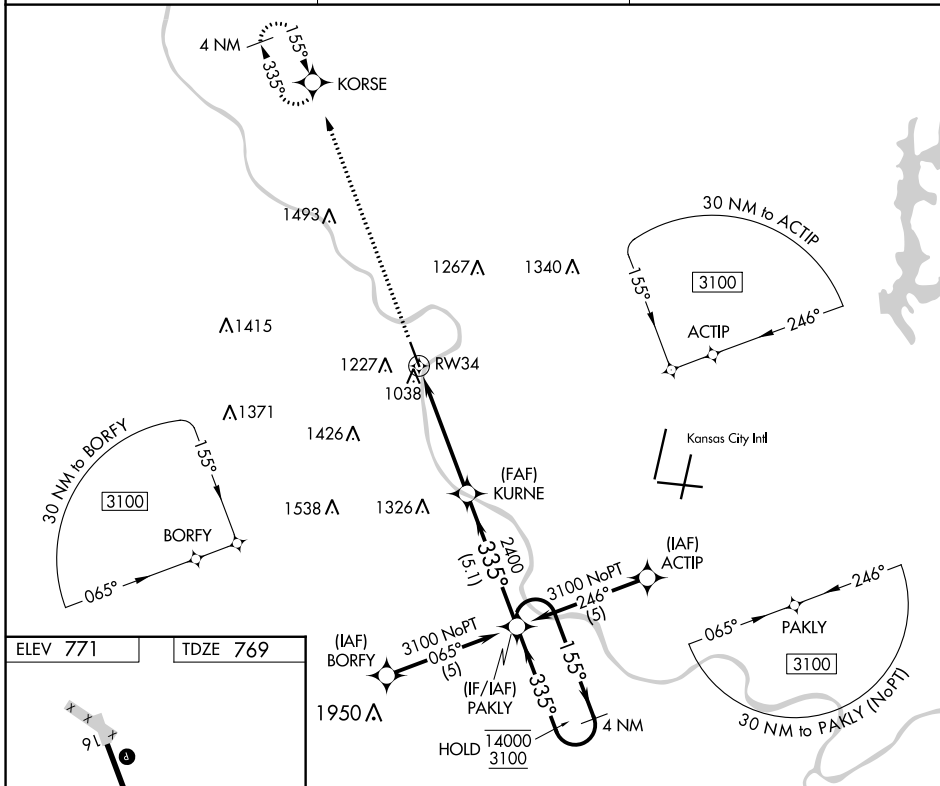 4 NM
155°
335°
KORSE
1493
1267
1340
30 NM to ACTIP
3100
155°
246°
ACTIP
1415
1227
RW34
1038
1371
1426
Kansas City Intl
30 NM to BORFY
155°
3100
BORFY
065°
1538
1326
(FAF)
KURNE
2400
335°
(5.1)
(IAF)
ACTIP
3100 NoPT
246°
(5)
065°
246°
PAKLY
3100
30 NM to PAKLY (NoPT)
(IAF)
BORFY
3100 NoPT
065°
(5)
(IF/IAF)
PAKLY
155°
335°
4 NM
HOLD 14000
3100
1950
ELEV 771
TDZE 769
16
P